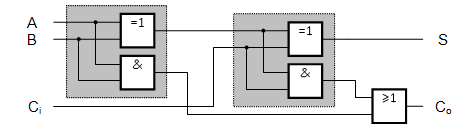 A =1 =1 S
B
& &
Ci ≥1 Co